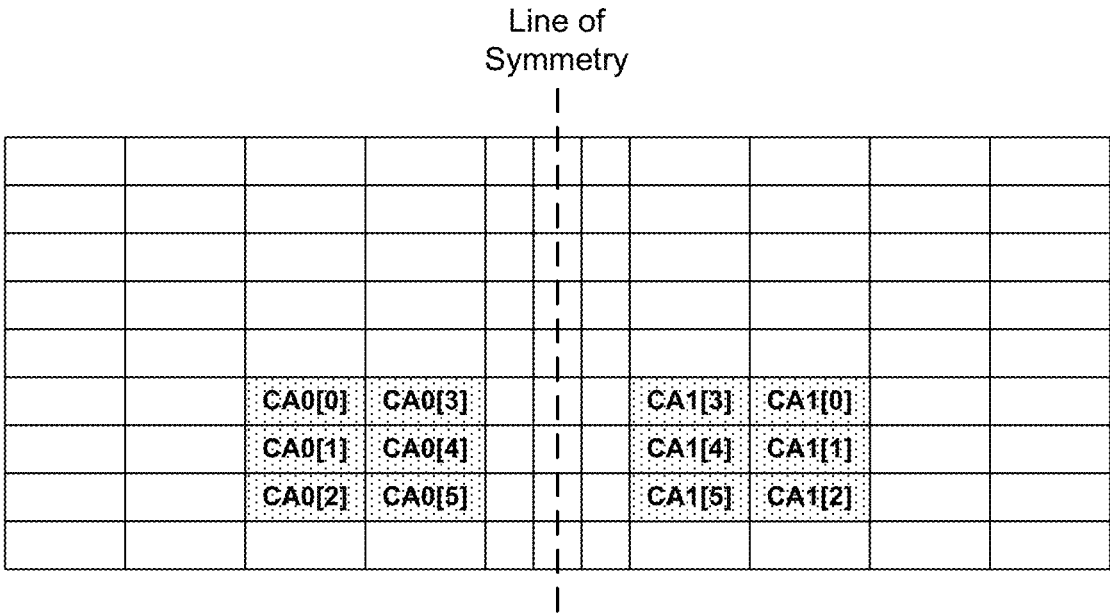 Line of
Symmetry
CA0[0] CA0[3] CA1[3] CA1[0]
CA0[1] CA0[4] CA1[4] CA1[1]
CA0[2] CA0[5] CA1[5] CA1[2]